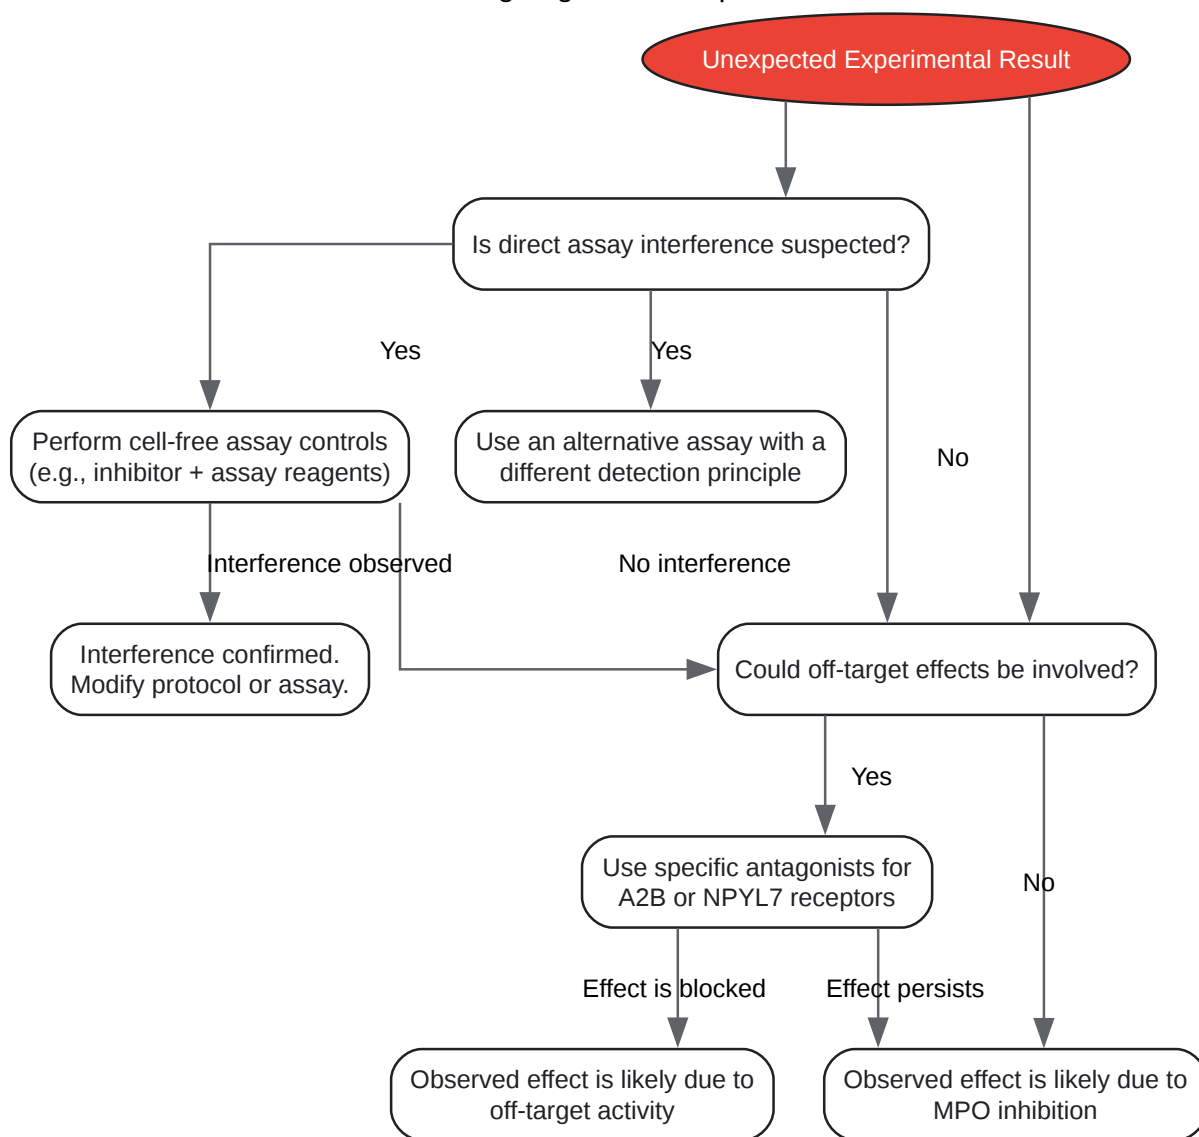 Unexpected Experimental Result
Is direct assay interference suspected?
Yes
Yes
Perform cell-free assay controls
(e.g., inhibitor + assay reagents)
Use an alternative assay with a
different detection principle
No
Interference observed
No interference
Interference confirmed.
Modify protocol or assay.
Could off-target effects be involved?
Yes
Use specific antagonists for
A2B or NPYL7 receptors
No
Effect is blocked
Effect persists
Observed effect is likely due to
off-target activity
Observed effect is likely due to
MPO inhibition